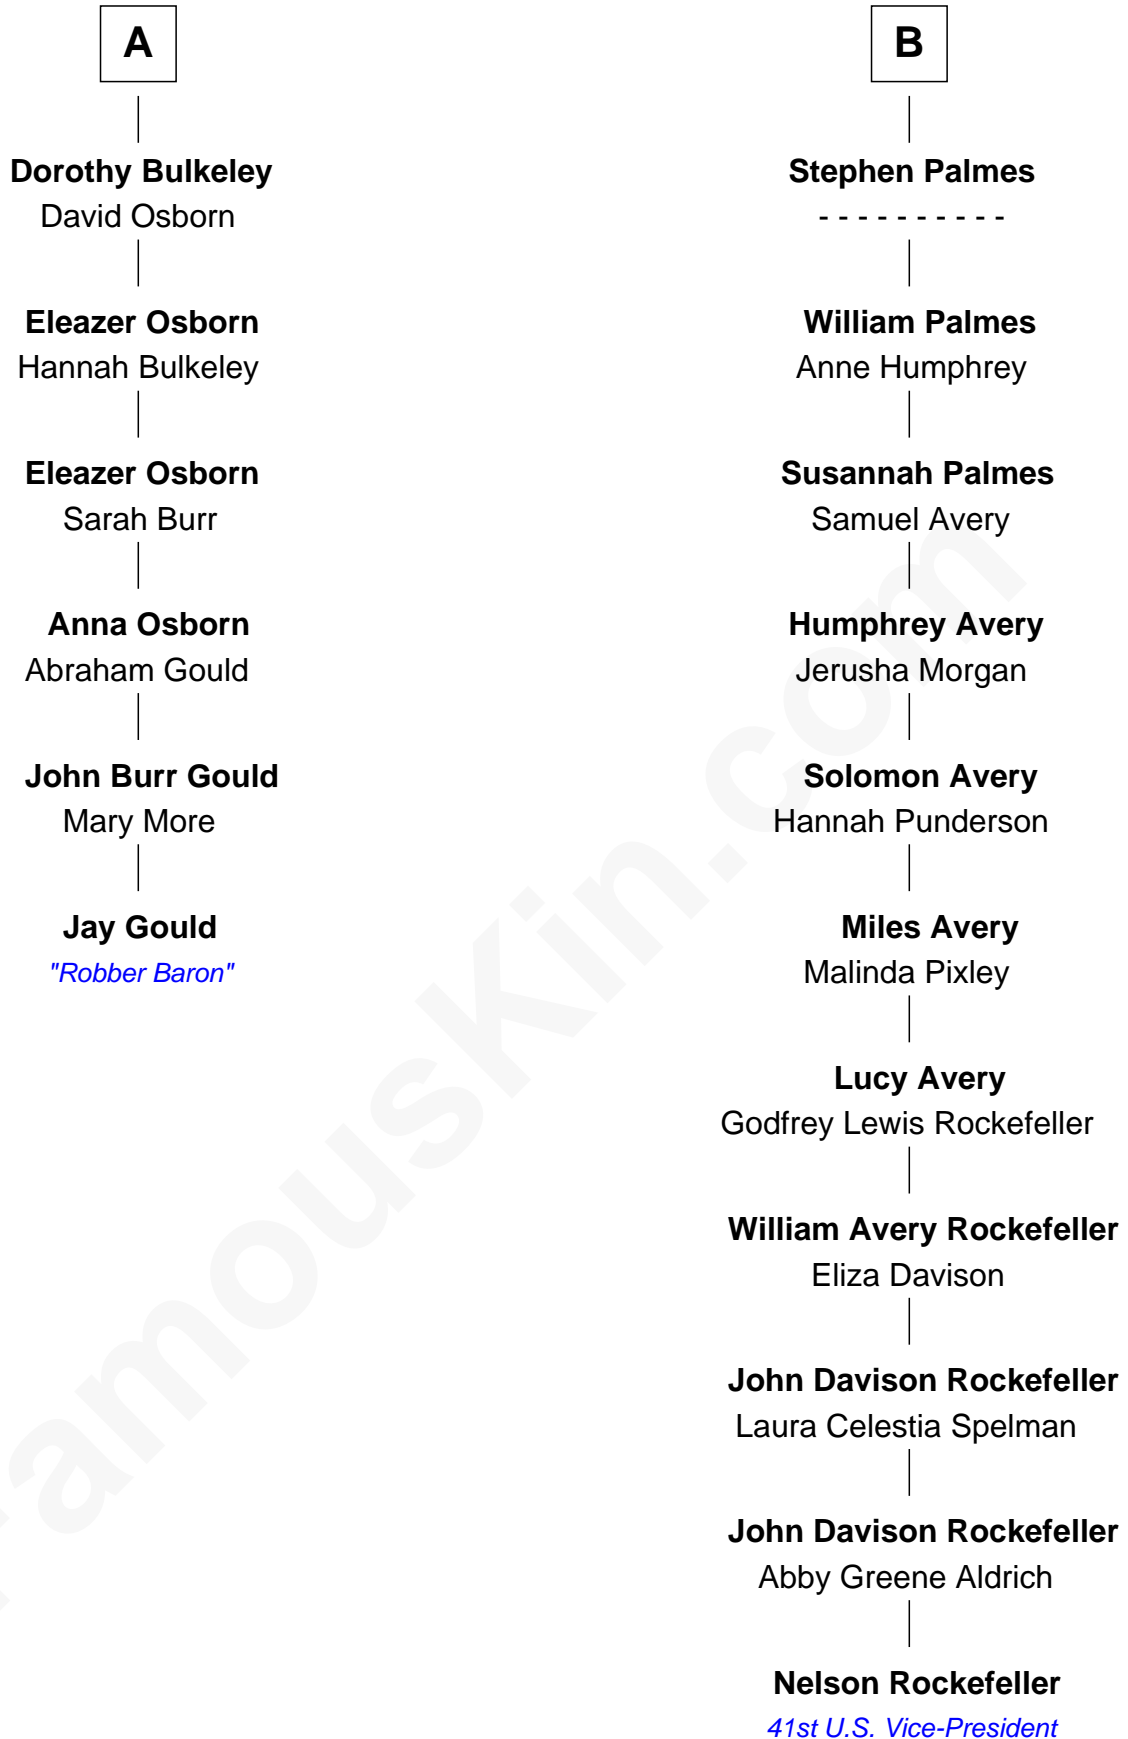 A
Dorothy Bulkeley
David Osborn
Eleazer Osborn
Hannah Bulkeley
Eleazer Osborn
Sarah Burr
Anna Osborn
Abraham Gould
John Burr Gould
Mary More
Jay Gould
"Robber Baron"
B
Stephen Palmes
- - - - - - - - - -
William Palmes
Anne Humphrey
Susannah Palmes
Samuel Avery
Humphrey Avery
Jerusha Morgan
Solomon Avery
Hannah Punderson
Miles Avery
Malinda Pixley
Lucy Avery
Godfrey Lewis Rockefeller
William Avery Rockefeller
Eliza Davison
John Davison Rockefeller
Laura Celestia Spelman
John Davison Rockefeller
Abby Greene Aldrich
Nelson Rockefeller
41st U.S. Vice-President
FamousKin.com